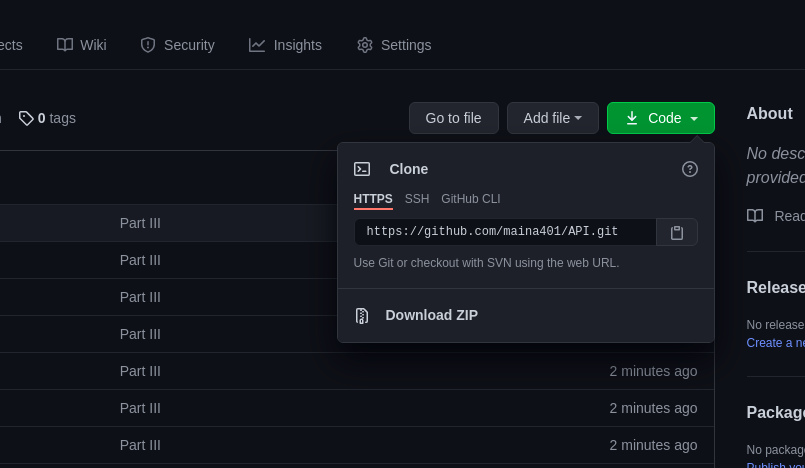 ects Wiki Security Insights Settings
0 tags Go to file Add file Code
About
No desc
provided
Clone
HTTPS SSH GitHub CLI
https://github.com/maina401/API.git
Use Git or checkout with SVN using the web URL.
Download ZIP
Part III
Part III
Part III
Part III
Part III 2 minutes ago
Part III 2 minutes ago
Part III 2 minutes ago
Reac
Release
No release
Create a ne
Package
No package
Publish you